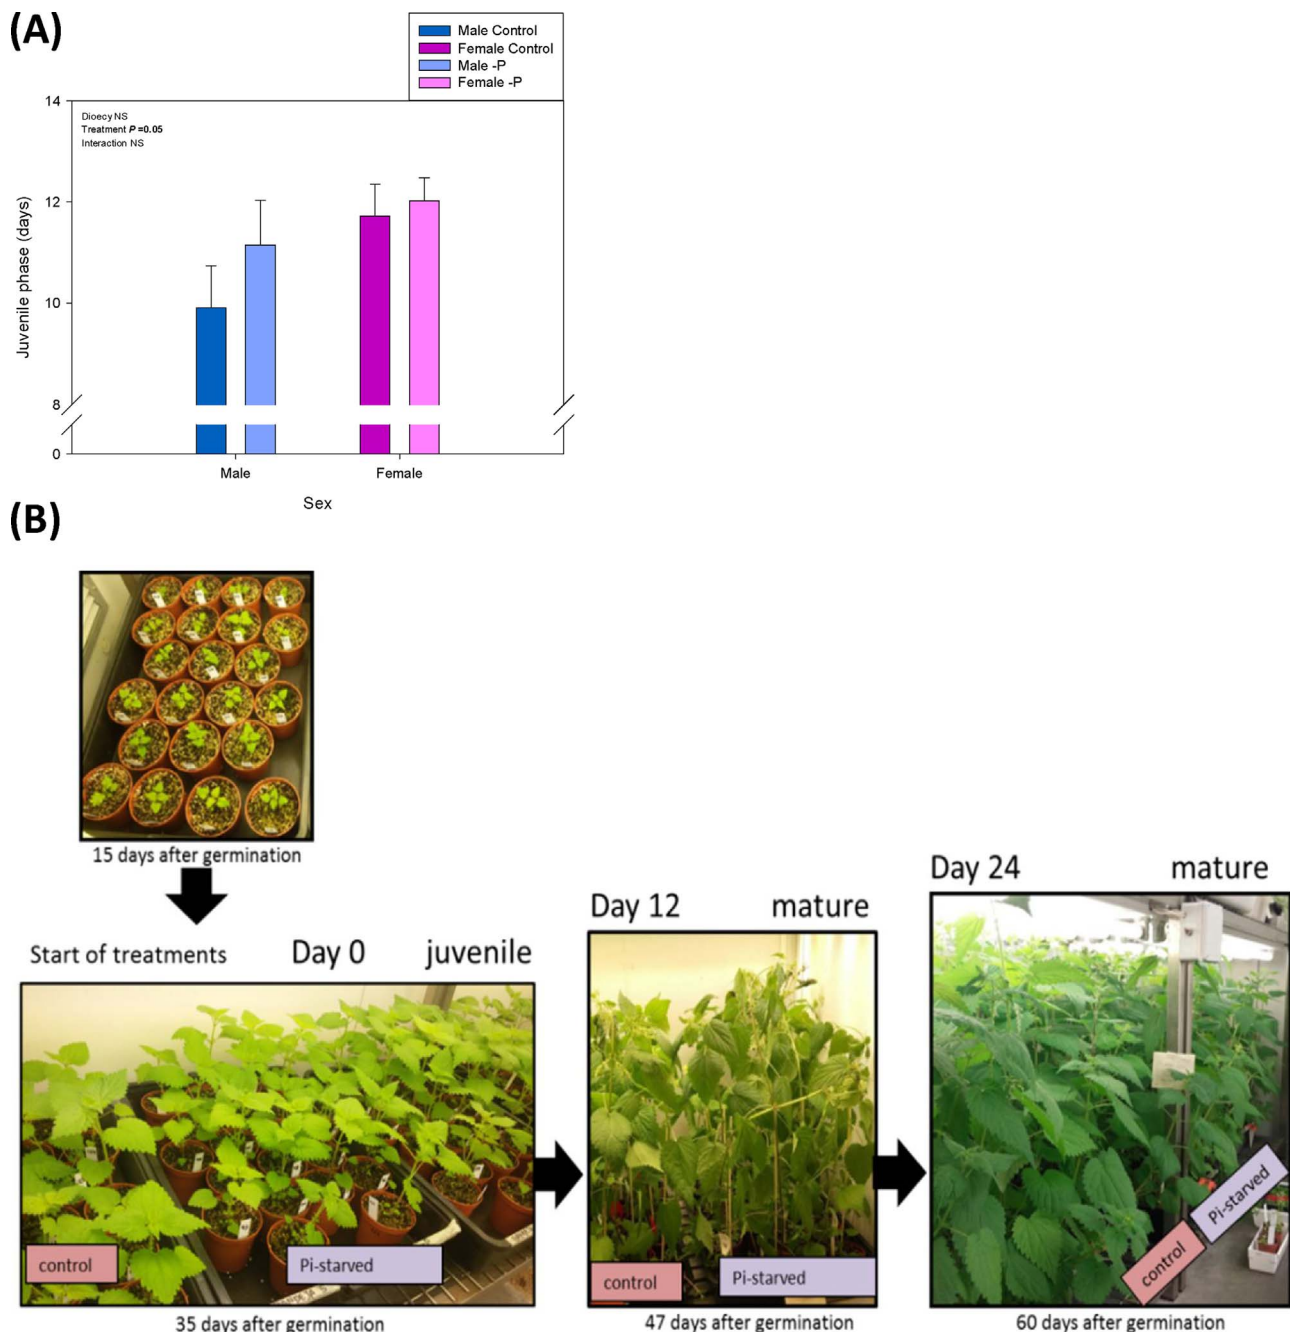 (A)
Male Control
Female Control
Male -P
Female -P
14
Dioecy NS
Treatment P =0.05
Interaction NS
12
10
8
0
Juvenile phase (days)
Male Female
Sex
(B)
15 days after germination
Start of treatments Day 0 juvenile
control Pi-starved
35 days after germination
Day 12 mature
control Pi-starved
47 days after germination
Day 24 mature
control Pi-starved
60 days after germination